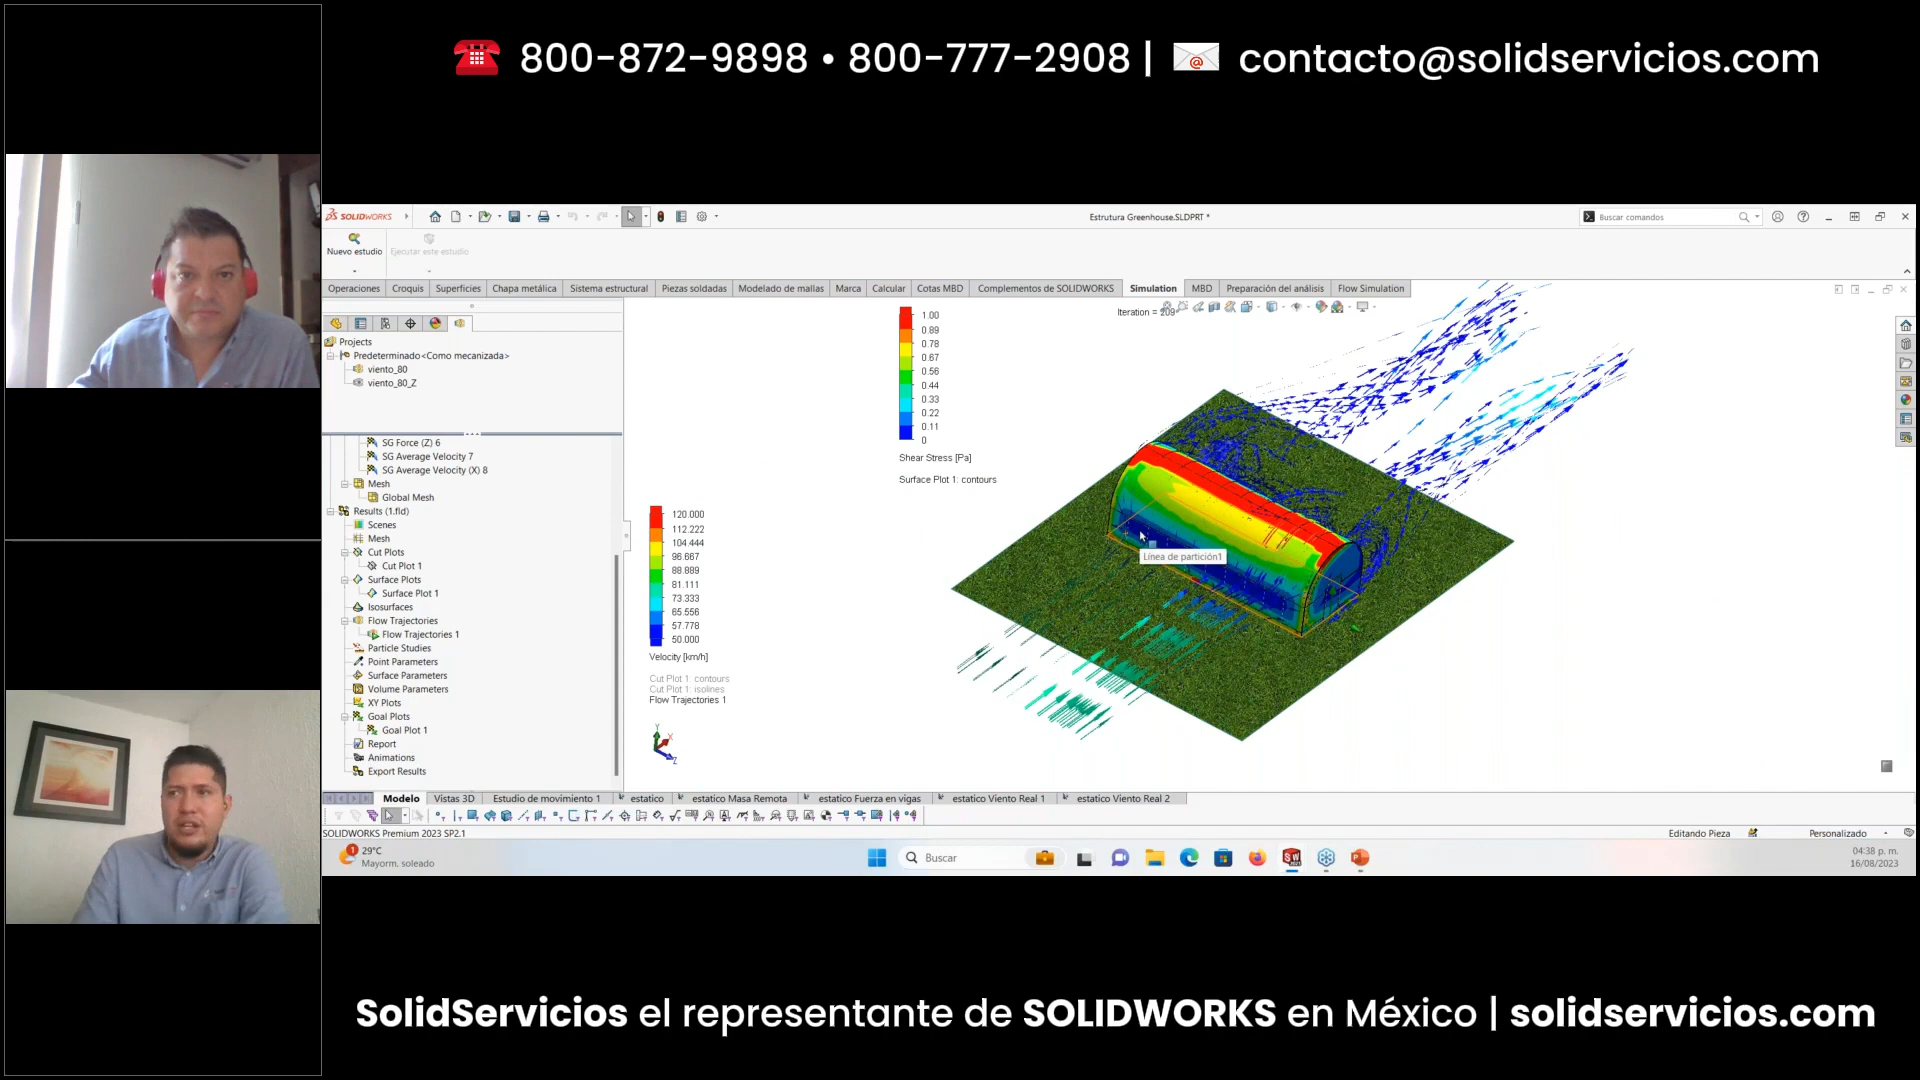 800-872-9898 • 800-777-2908 | contacto@solidservicios.com
SOLIDWORKS
Estrutura Greenhouse.SLDPRT *
Buscar comandos
Nuevo estudio
Ejecutar este estudio
Operaciones
Croquis
Superficies
Chapa metálica
Sistema estructural
Piezas soldadas
Modelado de mallas
Marca
Calcular
Cotas MBD
Complementos de SOLIDWORKS
Simulation
MBD
Preparación del análisis
Flow Simulation
Projects
Predeterminado<Como mecanizada>
viento_80
viento_80_Z
SG Force (Z) 6
SG Average Velocity 7
SG Average Velocity (X) 8
Mesh
Global Mesh
Results (1.fld)
Scenes
Mesh
Cut Plots
Cut Plot 1
Surface Plots
Surface Plot 1
Isosurfaces
Flow Trajectories
Flow Trajectories 1
Particle Studies
Point Parameters
Surface Parameters
Volume Parameters
XY Plots
Goal Plots
Goal Plot 1
Report
Animations
Export Results
Iteration = 209
1.00
0.89
0.78
0.67
0.56
0.44
0.33
0.22
0.11
0
Shear Stress [Pa]
Surface Plot 1: contours
120.000
112.222
104.444
96.667
88.889
81.111
73.333
65.556
57.778
50.000
Velocity [km/h]
Cut Plot 1: contours
Cut Plot 1: isolines
Flow Trajectories 1
Línea de partición1
Modelo
Vistas 3D
Estudio de movimiento 1
estatico
estatico Masa Remota
estatico Fuerza en vigas
estatico Viento Real 1
estatico Viento Real 2
SOLIDWORKS Premium 2023 SP2.1
Editando Pieza
Personalizado
29°C
Mayorm. soleado
Buscar
04:38 p. m.
16/08/2023
SolidServicios el representante de SOLIDWORKS en México | solidservicios.com